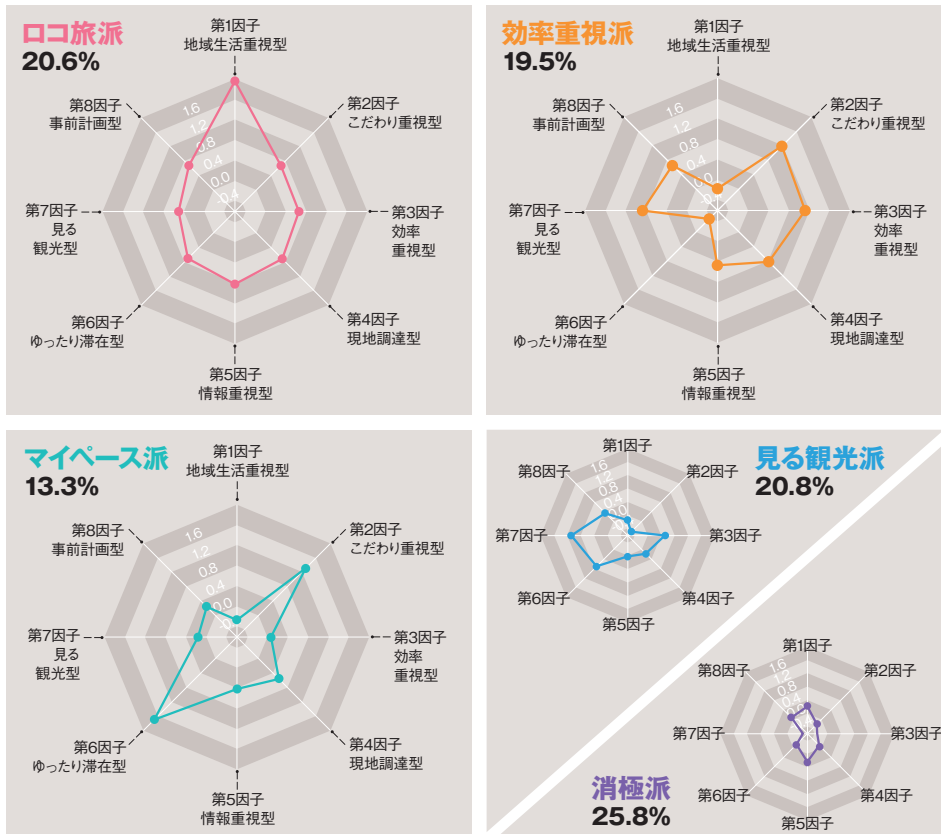 ロコ旅派
20.6%
第1因子
地域生活重視型
第2因子
こだわり重視型
第3因子
効率
重視型
第4因子
現地調達型
第5因子
情報重視型
第6因子
ゆったり滞在型
第7因子
見る
観光型
第8因子
事前計画型
1.6
1.2
0.8
0.4
0.0
-0.4
効率重視派
19.5%
第1因子
地域生活重視型
第2因子
こだわり重視型
第3因子
効率
重視型
第4因子
現地調達型
第5因子
情報重視型
第6因子
ゆったり滞在型
第7因子
見る
観光型
第8因子
事前計画型
1.6
1.2
0.8
0.4
0.0
マイペース派
13.3%
第1因子
地域生活重視型
第2因子
こだわり重視型
第3因子
効率
重視型
第4因子
現地調達型
第5因子
情報重視型
第6因子
ゆったり滞在型
第7因子
見る
観光型
第8因子
事前計画型
1.6
1.2
0.8
0.4
0.0
見る観光派
20.8%
第1因子
第2因子
第3因子
第4因子
第5因子
第6因子
第7因子
第8因子
1.6
1.2
0.8
0.4
0.0
消極派
25.8%
第1因子
第2因子
第3因子
第4因子
第5因子
第6因子
第7因子
第8因子
1.6
1.2
0.8
0.4